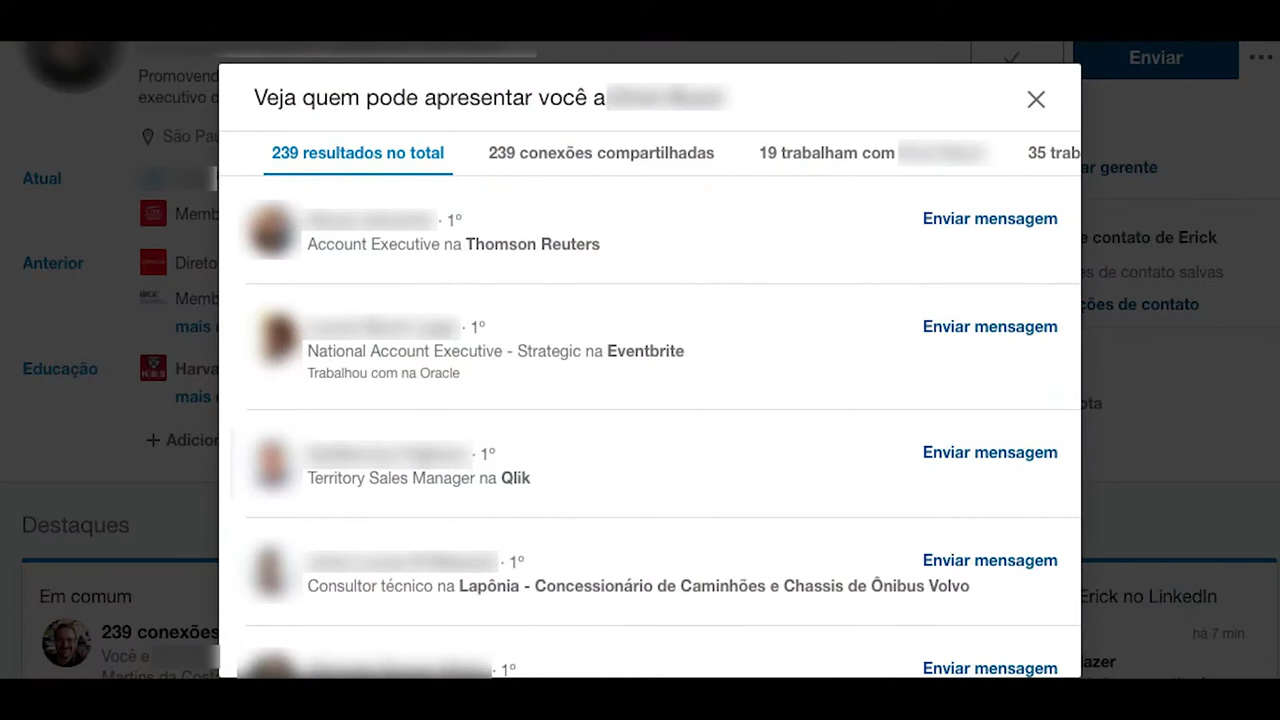 Promovend
executivo d
São Pau
Atual
Memb
Anterior
Direto
Memb
mais d
Educação
Harva
mais d
+ Adicion
Destaques
Em comum
239 conexões
Você e
Martins da Costa
Veja quem pode apresentar você a
239 resultados no total
239 conexões compartilhadas
19 trabalham com
35 trab
· 1º
Account Executive na Thomson Reuters
Enviar mensagem
· 1º
National Account Executive - Strategic na Eventbrite
Trabalhou com na Oracle
Enviar mensagem
· 1º
Territory Sales Manager na Qlik
Enviar mensagem
· 1º
Consultor técnico na Lapônia - Concessionário de Caminhões e Chassis de Ônibus Volvo
Enviar mensagem
· 1º
Enviar mensagem
Enviar
ar gerente
e contato de Erick
es de contato salvas
ções de contato
ota
Erick no LinkedIn
há 7 min
azer